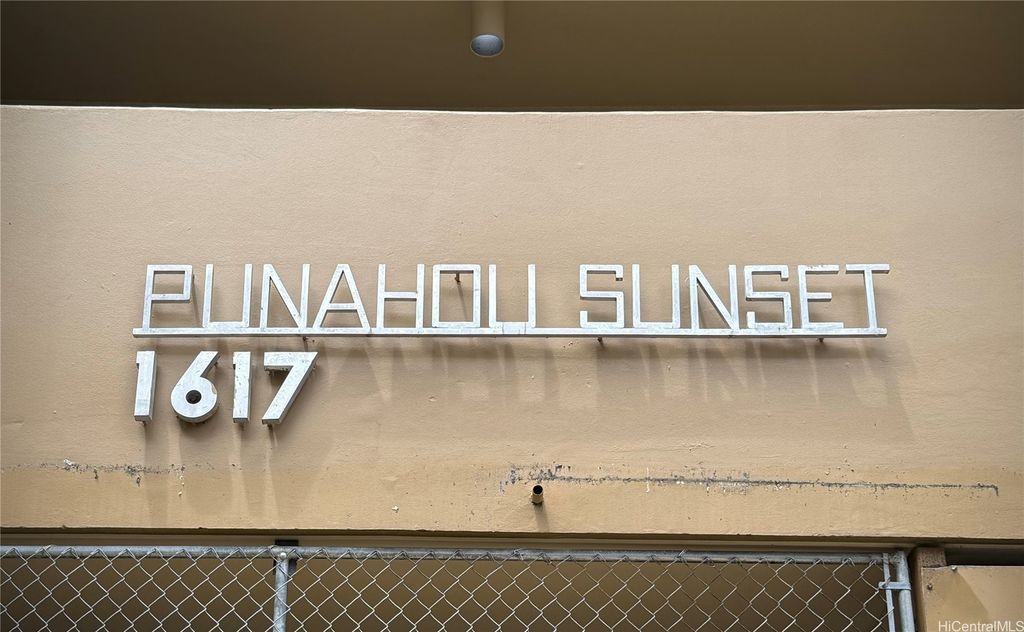 PUNAHOU SUNSET
1617
HiCentralMLS